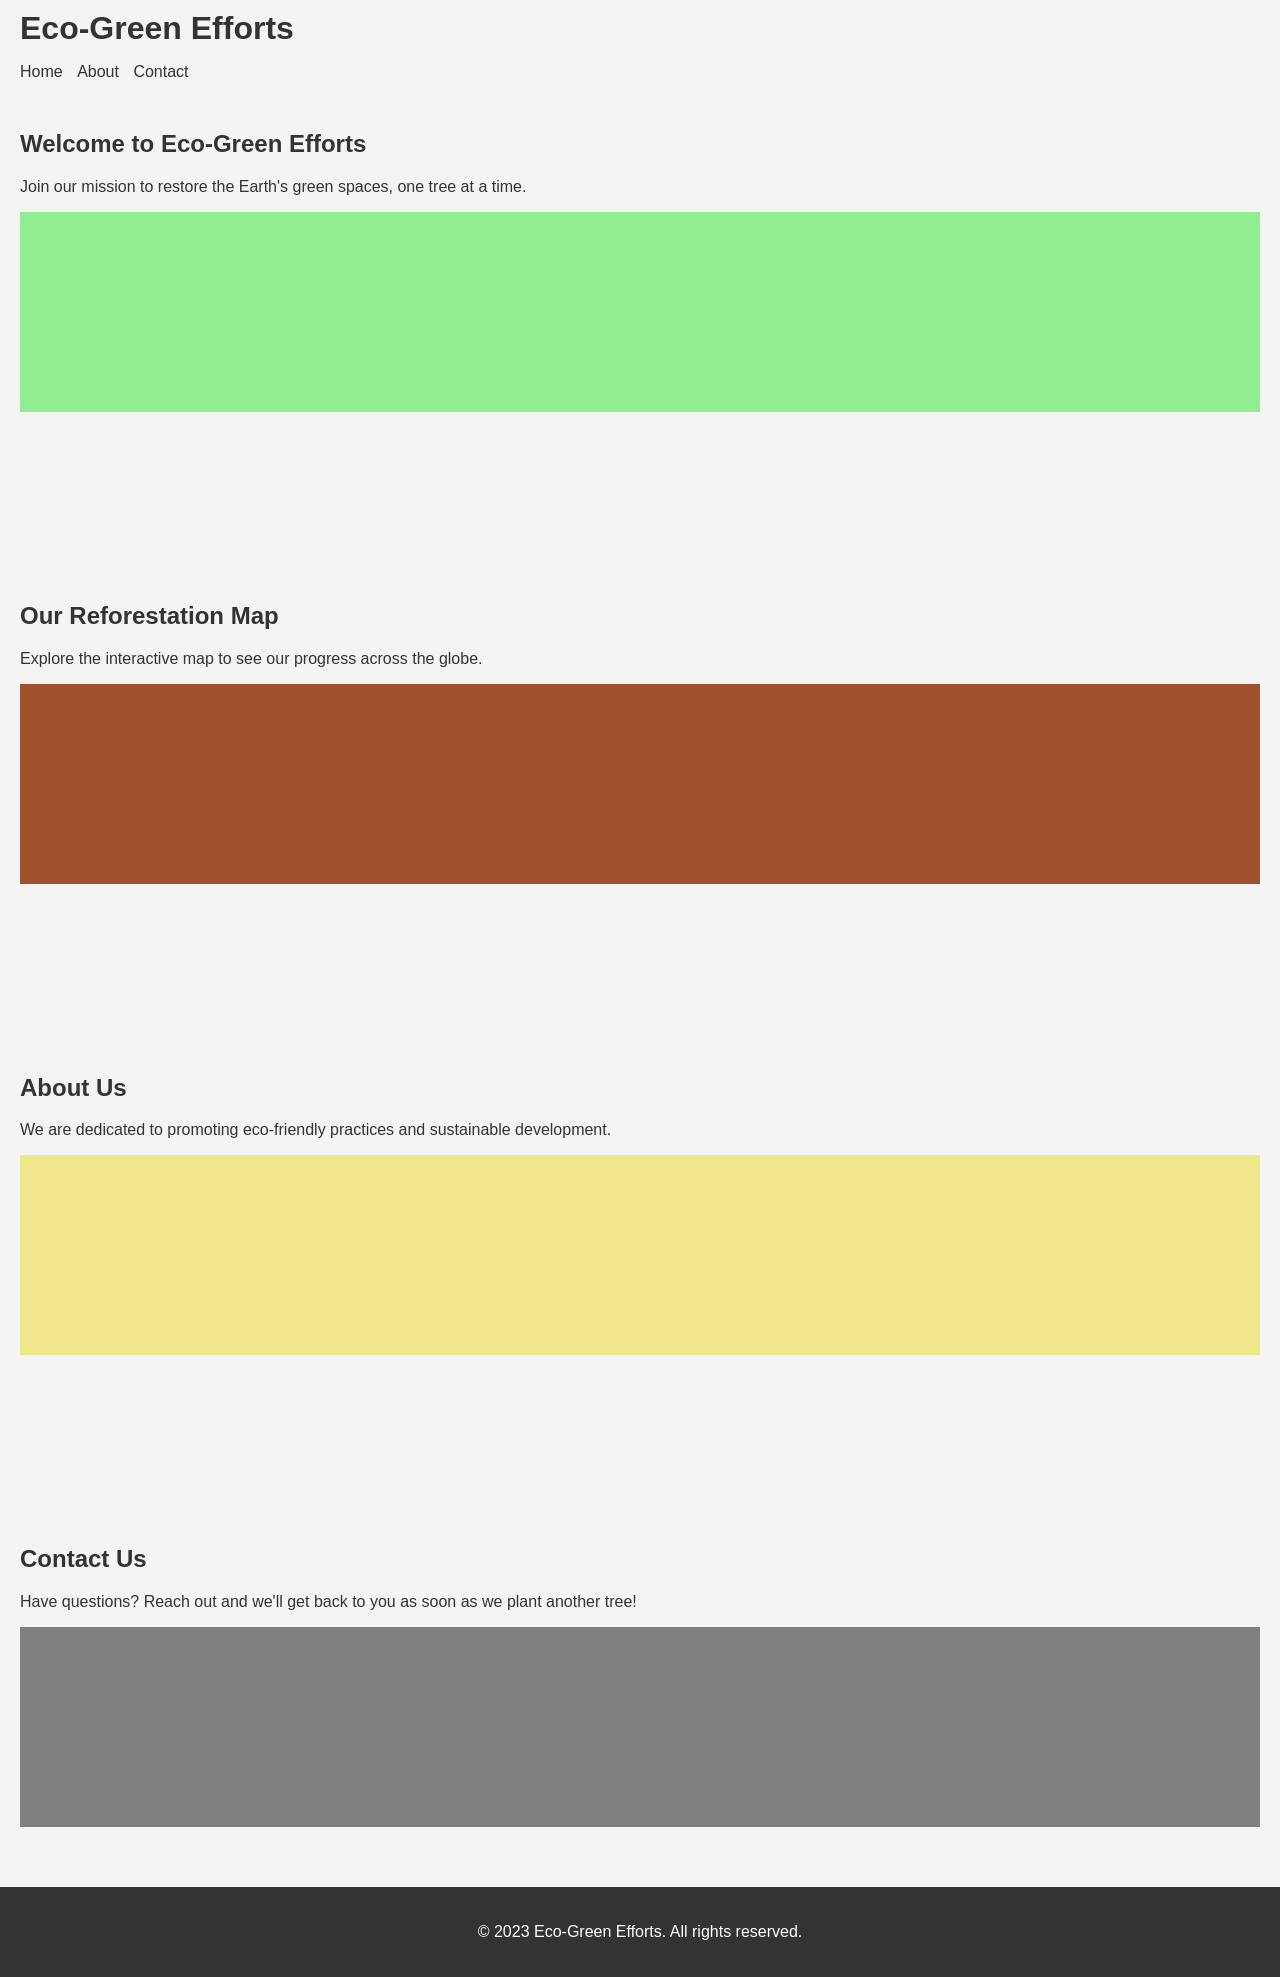 Eco-Green Efforts
Home About Contact
Welcome to Eco-Green Efforts
Join our mission to restore the Earth's green spaces, one tree at a time.
Our Reforestation Map
Explore the interactive map to see our progress across the globe.
About Us
We are dedicated to promoting eco-friendly practices and sustainable development.
Contact Us
Have questions? Reach out and we'll get back to you as soon as we plant another tree!
© 2023 Eco-Green Efforts. All rights reserved.